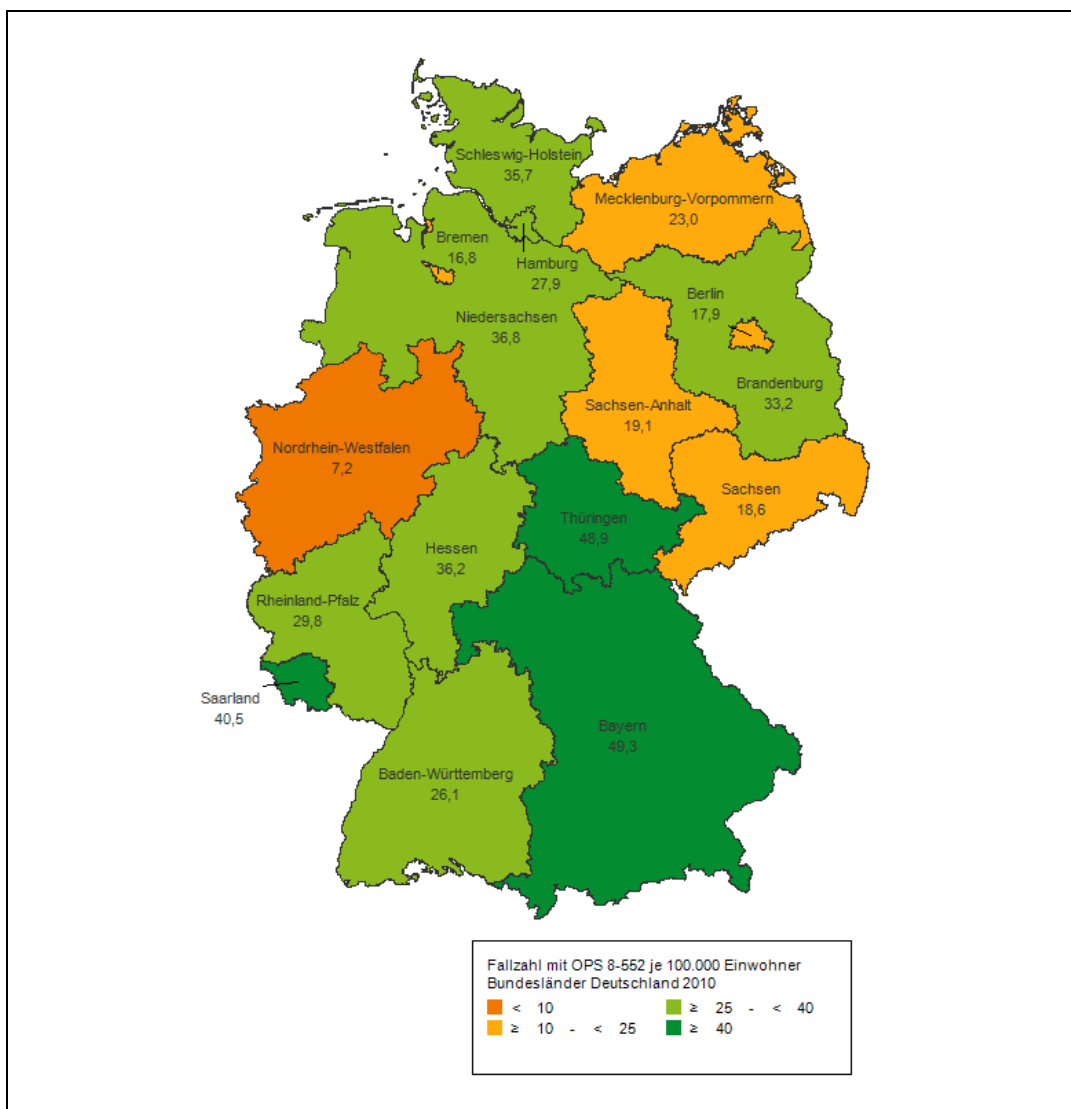 Schleswig-Holstein
35,7
Mecklenburg-Vorpommern
23,0
Bremen
16,8
Hamburg
27,9
Berlin
17,9
Niedersachsen
36,8
Brandenburg
33,2
Sachsen-Anhalt
19,1
Nordrhein-Westfalen
7,2
Sachsen
18,6
Thüringen
48,9
Hessen
36,2
Rheinland-Pfalz
29,8
Saarland
40,5
Bayern
49,3
Baden-Württemberg
26,1
Fallzahl mit OPS 8-552 je 100.000 Einwohner
Bundesländer Deutschland 2010
< 10
≥ 10 - < 25
≥ 25 - < 40
≥ 40